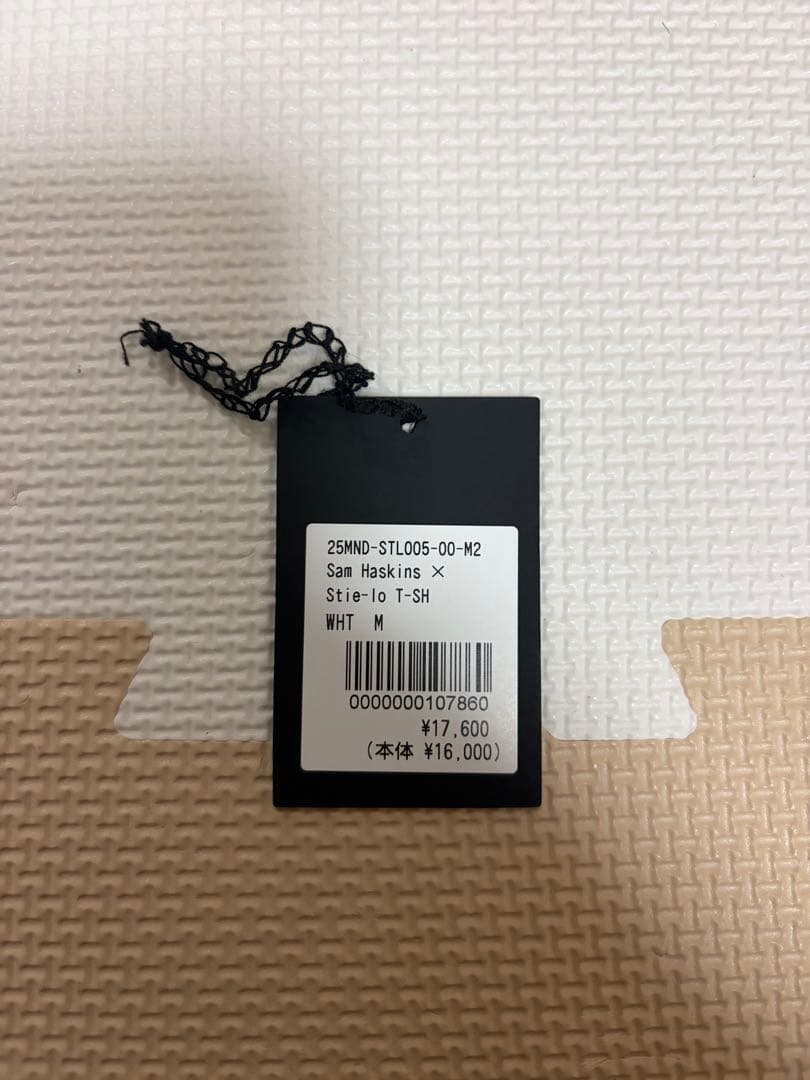 25MND-STL005-00-M2
Sam Haskins ×
Stie-lo T-SH
WHT M
0000000107860
¥17,600
(本体 ¥16,000)